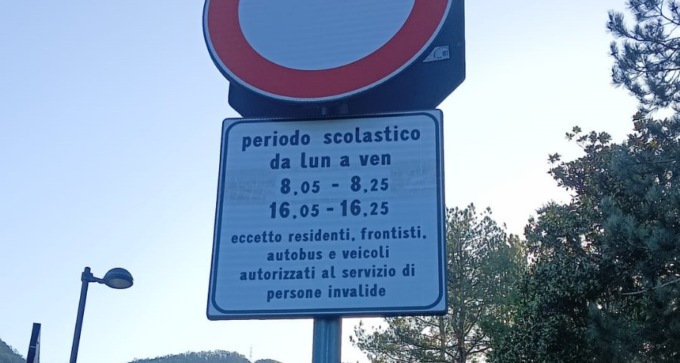 periodo scolastico
da lun a ven
8.05 - 8.25
16.05 - 16.25
eccetto residenti, frontisti,
autobus e veicoli
autorizzati al servizio di
persone invalide